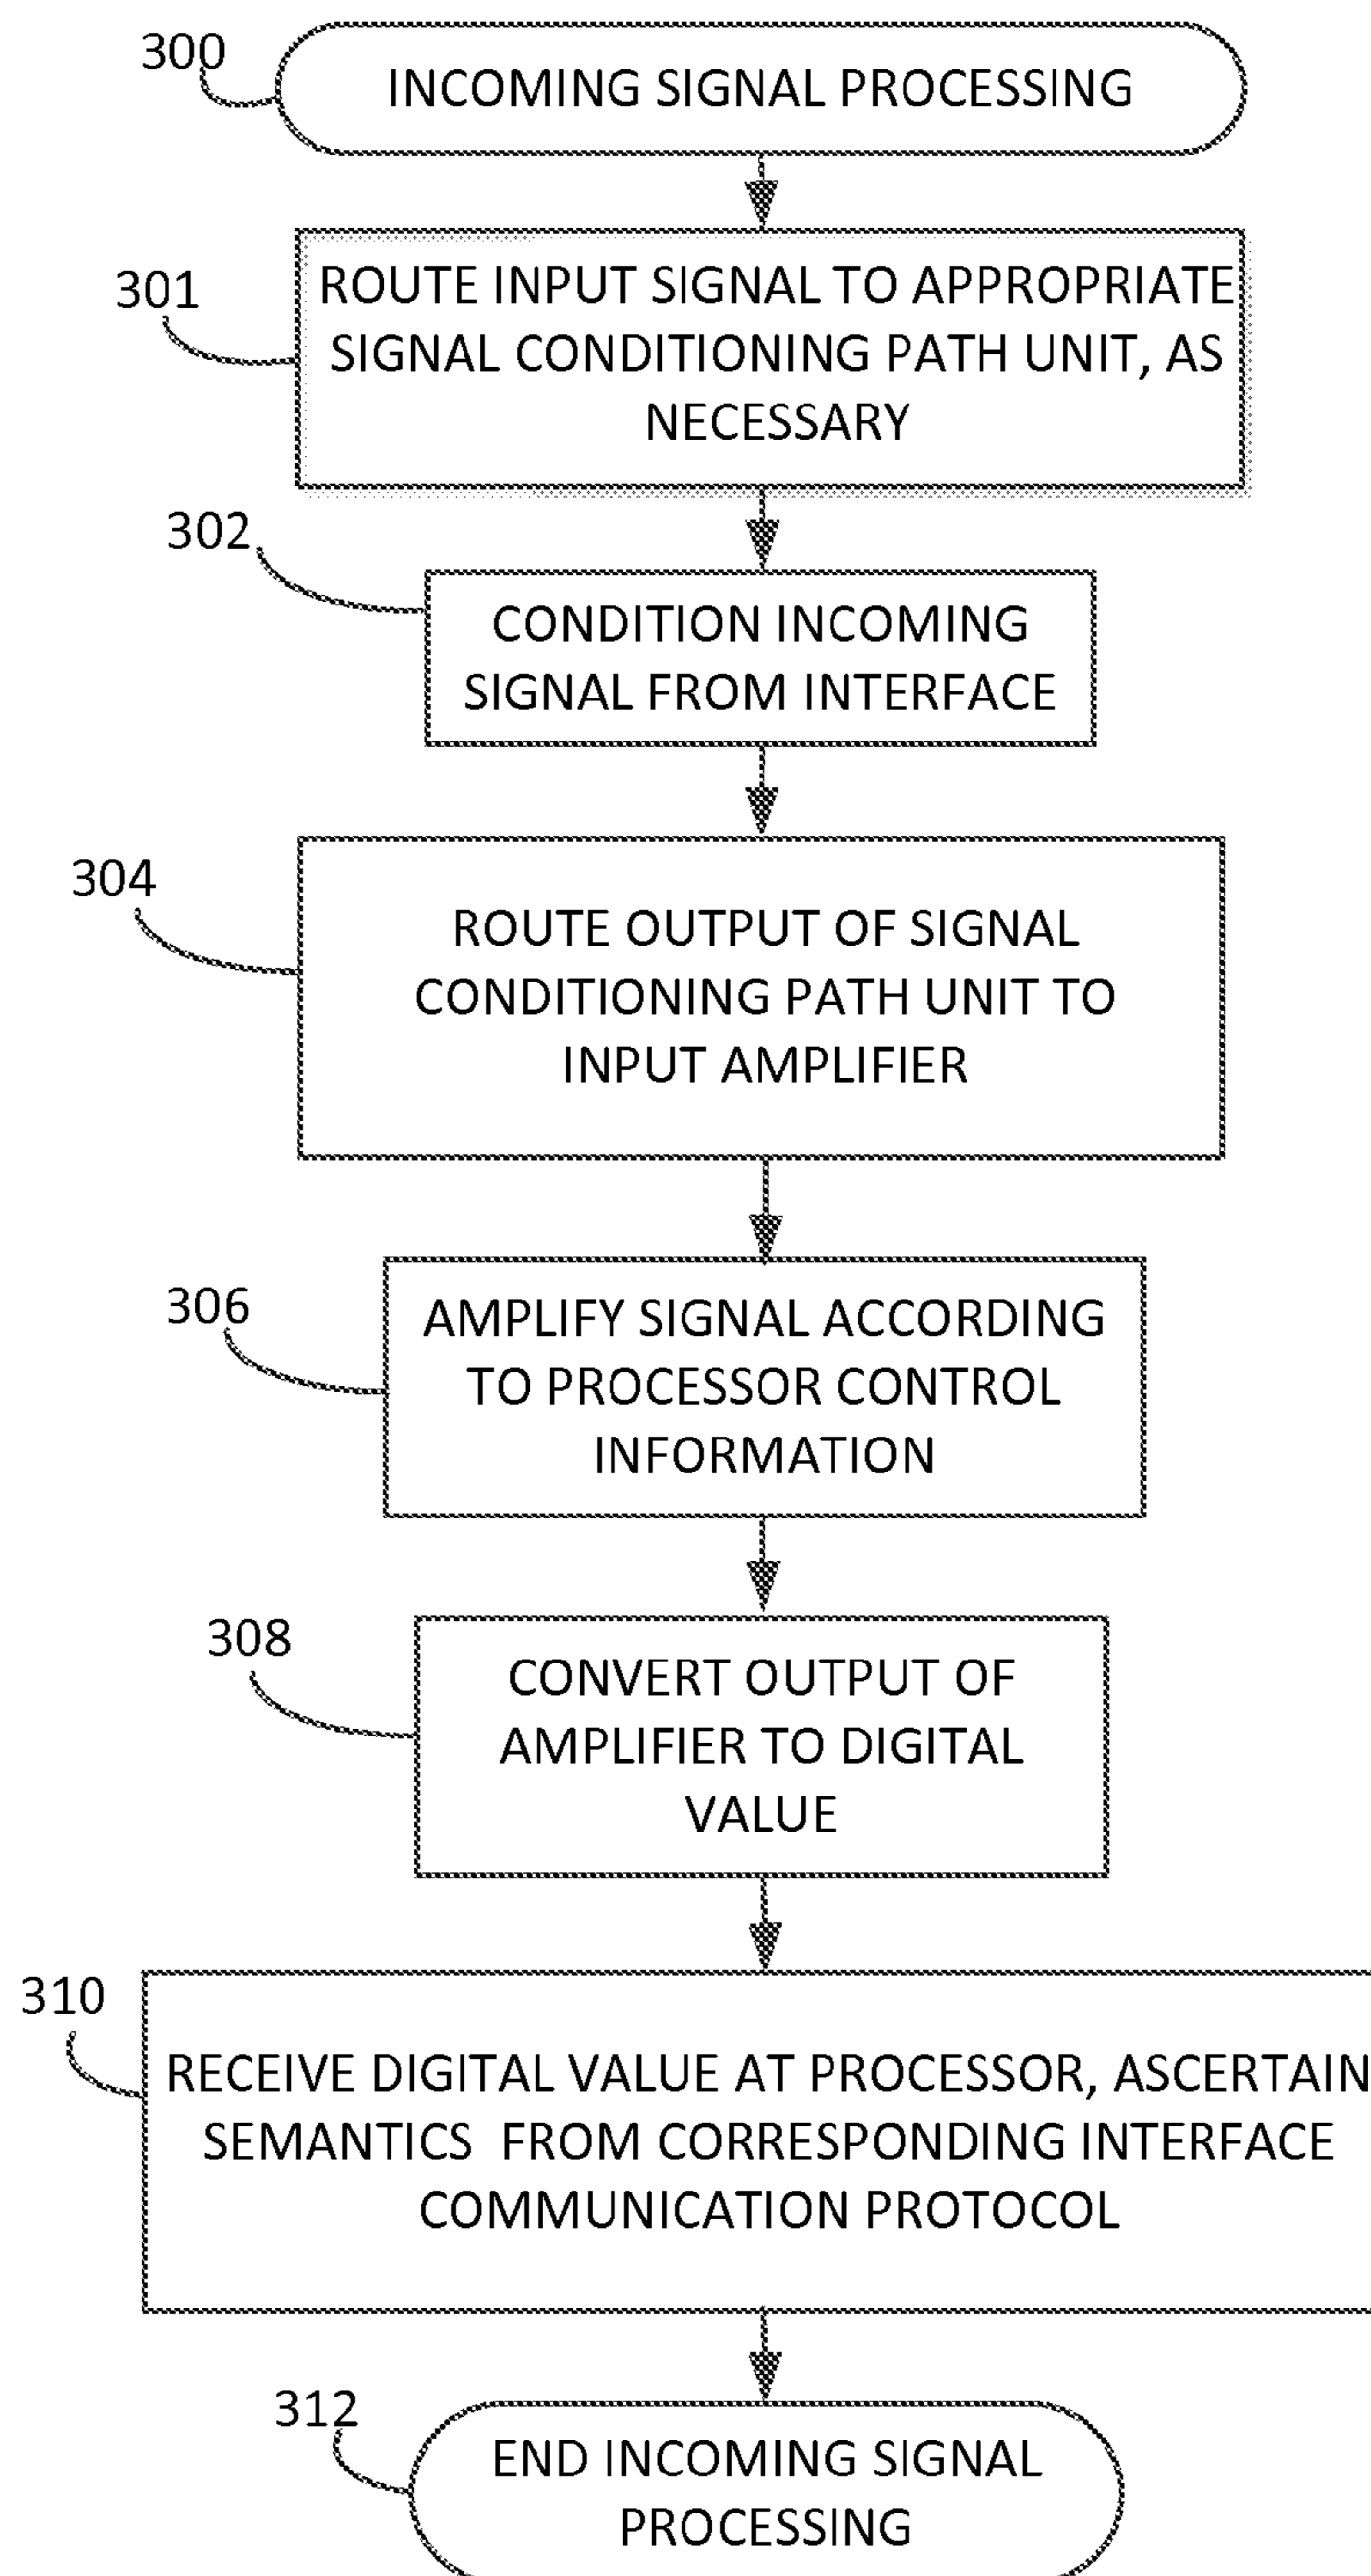 300
INCOMING SIGNAL PROCESSING
301
ROUTE INPUT SIGNAL TO APPROPRIATE
SIGNAL CONDITIONING PATH UNIT, AS
NECESSARY
302
CONDITION INCOMING
SIGNAL FROM INTERFACE
304
ROUTE OUTPUT OF SIGNAL
CONDITIONING PATH UNIT TO
INPUT AMPLIFIER
306
AMPLIFY SIGNAL ACCORDING
TO PROCESSOR CONTROL
INFORMATION
308
CONVERT OUTPUT OF
AMPLIFIER TO DIGITAL
VALUE
310
RECEIVE DIGITAL VALUE AT PROCESSOR, ASCERTAIN
SEMANTICS FROM CORRESPONDING INTERFACE
COMMUNICATION PROTOCOL
312
END INCOMING SIGNAL
PROCESSING